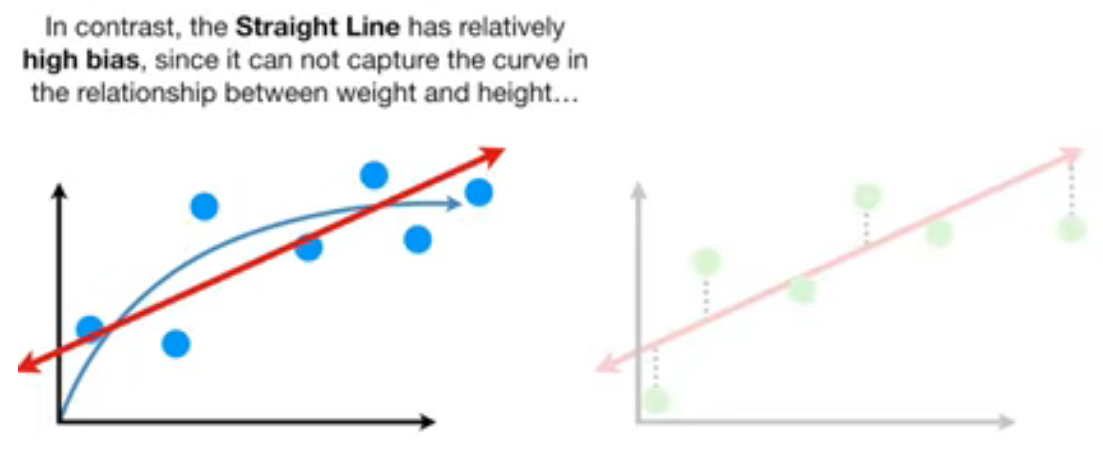 In contrast, the Straight Line has relatively
high bias, since it can not capture the curve in
the relationship between weight and height…